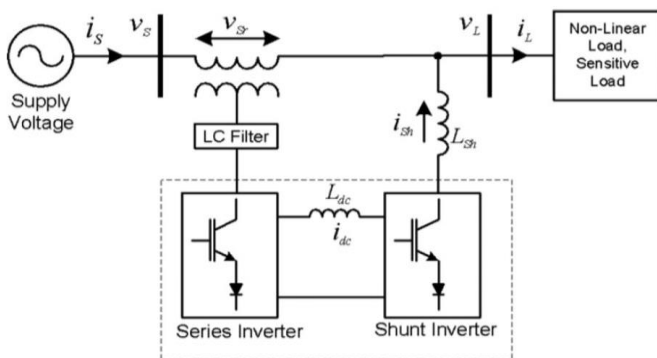 i_S
v_S
v_Sr
v_L
i_L
Non-Linear
Load,
Sensitive
Load
Supply
Voltage
LC Filter
i_Sh
L_Sh
L_dc
i_dc
Series Inverter
Shunt Inverter